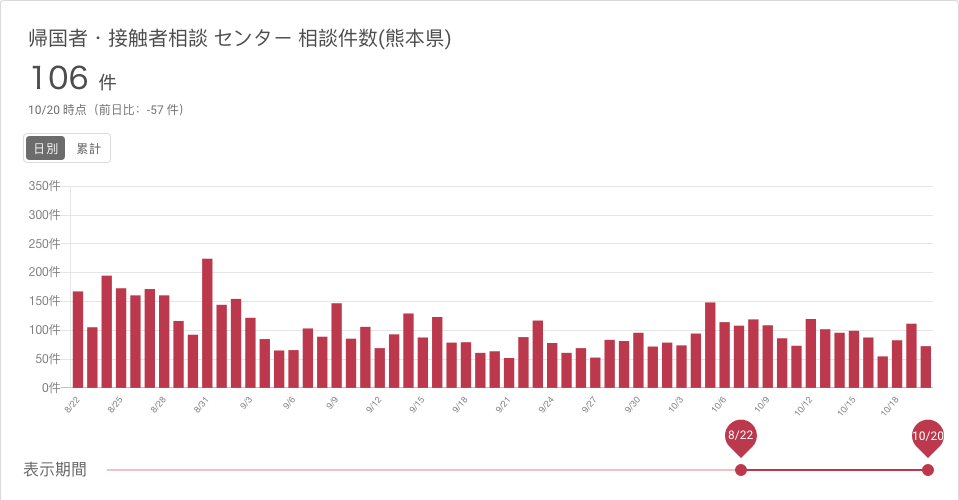 帰国者・接触者相談 センター 相談件数(熊本県)
106 件
10/20 時点（前日比：-57 件）
日別 累計
350件
300件
250件
200件
150件
100件
50件
0件
8/22 8/25 8/28 8/31 9/3 9/6 9/9 9/12 9/15 9/18 9/21 9/24 9/27 9/30 10/3 10/6 10/9 10/12 10/15 10/18
8/22 10/20
表示期間